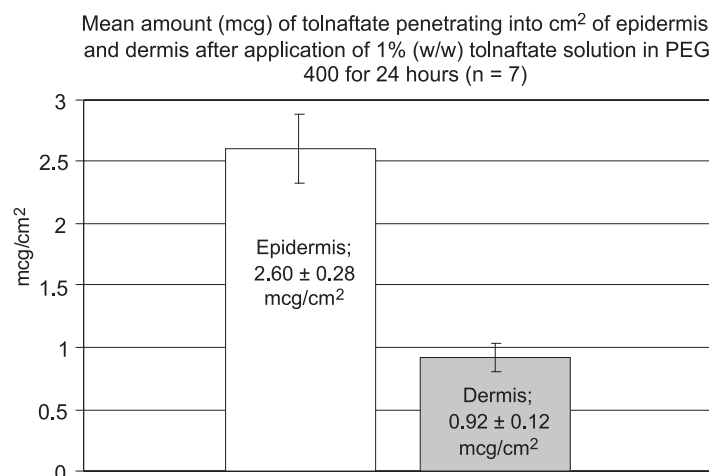 Mean amount (mcg) of tolnaftate penetrating into cm² of epidermis
and dermis after application of 1% (w/w) tolnaftate solution in PEG
400 for 24 hours (n = 7)
3
2.5
2
1.5
1
0.5
0
mcg/cm²
Epidermis;
2.60 ± 0.28
mcg/cm²
Dermis;
0.92 ± 0.12
mcg/cm²